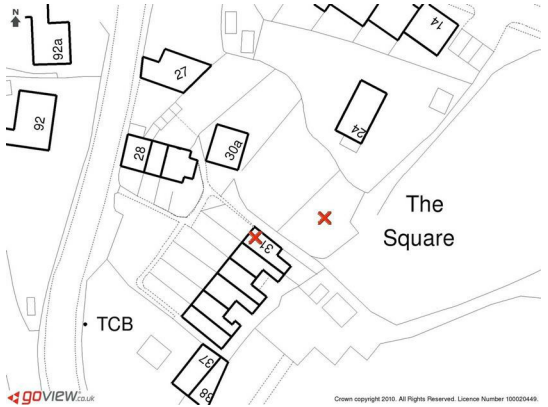 N
92a
14
27
92
24
28
30a
The
Square
31
TCB
37
38
goview.co.uk
Crown copyright 2010. All Rights Reserved. Licence Number 100020449.